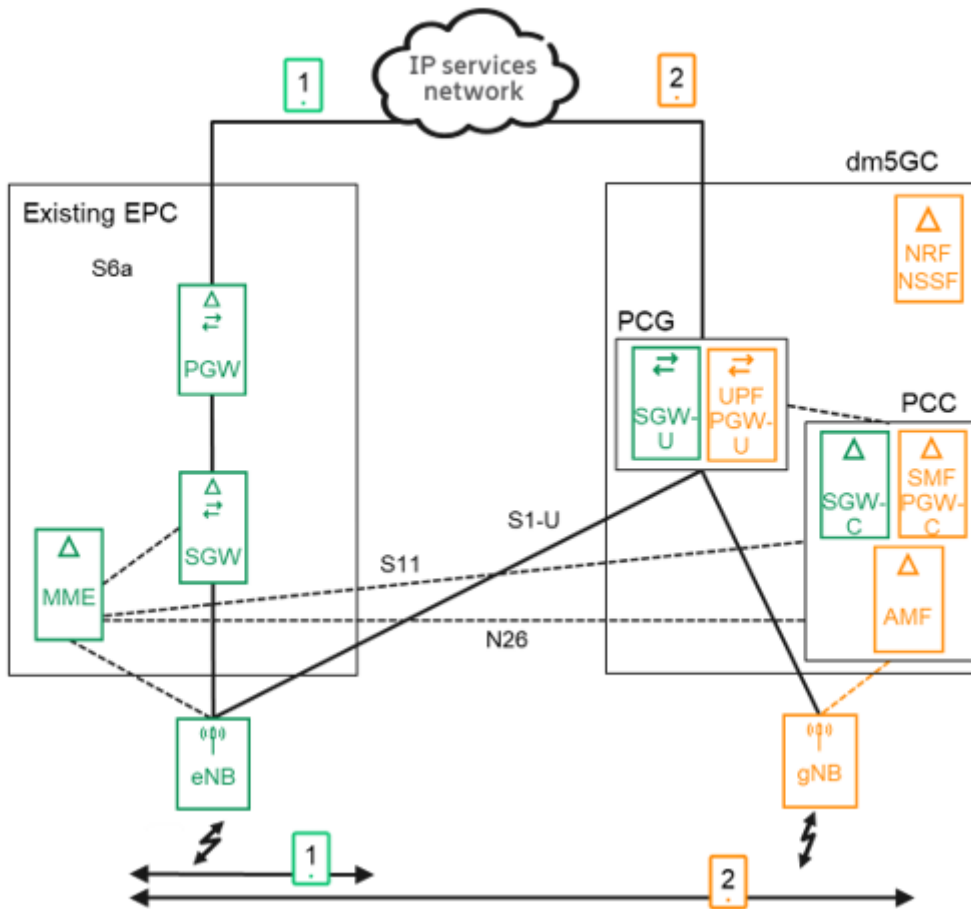 IP services
network
1
2
dm5GC
Existing EPC
S6a
NRF
NSSF
PGW
PCG
SGW-
U
UPF
PGW-
U
PCC
SGW-
C
SMF
PGW-
C
SGW
S1-U
S11
MME
AMF
N26
eNB
gNB
1
2